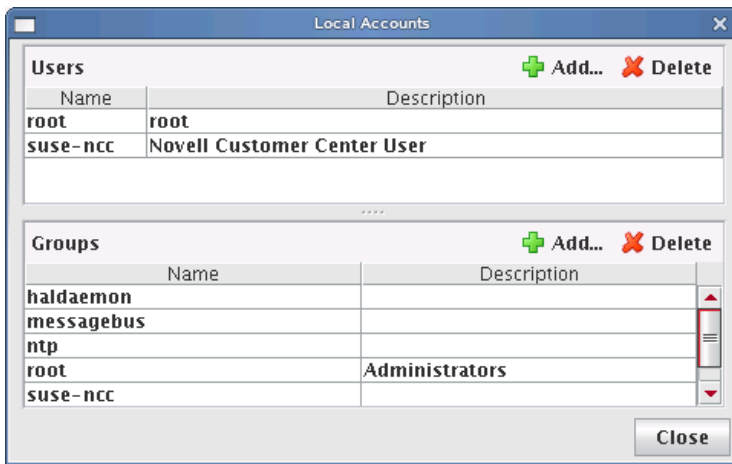 Local Accounts
Users Add... Delete
Name Description
root root
suse-ncc Novell Customer Center User
Groups Add... Delete
Name Description
haldaemon
messagebus
ntp
root Administrators
suse-ncc
Close